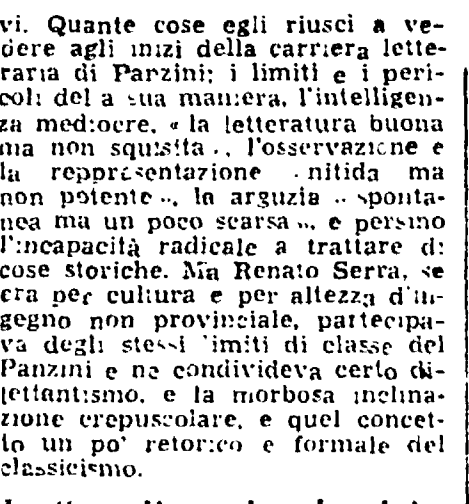 vi. Quante cose egli riuscì a ve-
dere agli inizi della carriera lette-
raria di Panzini: i limiti e i peri-
coli della sua maniera, l'intelligen-
za mediocre, « la letteratura buona
ma non squisita », l'osservazione e
la rappresentazione « nitida ma
non potente », la arguzia « sponta-
nea ma un poco scarsa », e persino
l'incapacità radicale a trattare di
cose storiche. Ma Renato Serra, se
era per cultura e per altezza d'in-
gegno non provinciale, partecipa-
va degli stessi limiti di classe del
Panzini e ne condivideva certo di-
lettantismo, e la morbosa inclina-
zione crepuscolare, e quel concet-
to un po' retorico e formale del
classicismo.